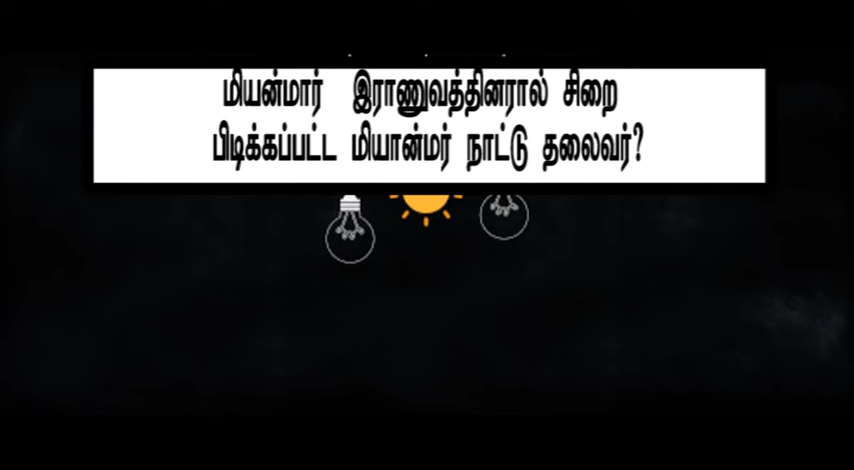 மியன்மார் இராணுவத்தினரால் சிறை
பிடிக்கப்பட்ட மியான்மர் நாட்டு தலைவர்?